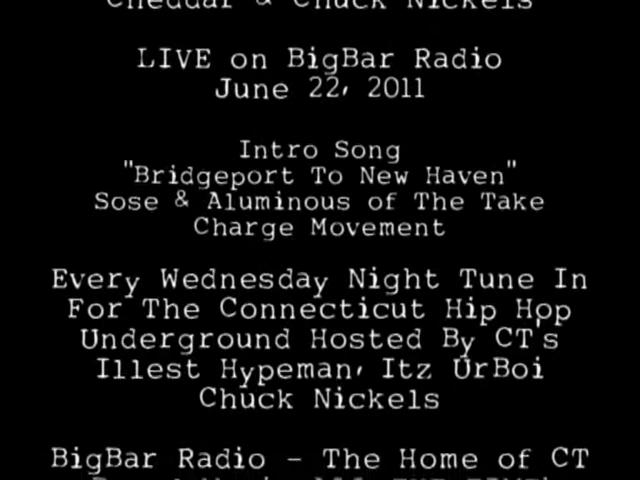 Cheddar & Chuck Nickels
LIVE on BigBar Radio
June 22, 2011
Intro Song
"Bridgeport To New Haven"
Sose & Aluminous of The Take
Charge Movement
Every Wednesday Night Tune In
For The Connecticut Hip Hop
Underground Hosted By CT's
Illest Hypeman, Itz UrBoi
Chuck Nickels
BigBar Radio - The Home of CT